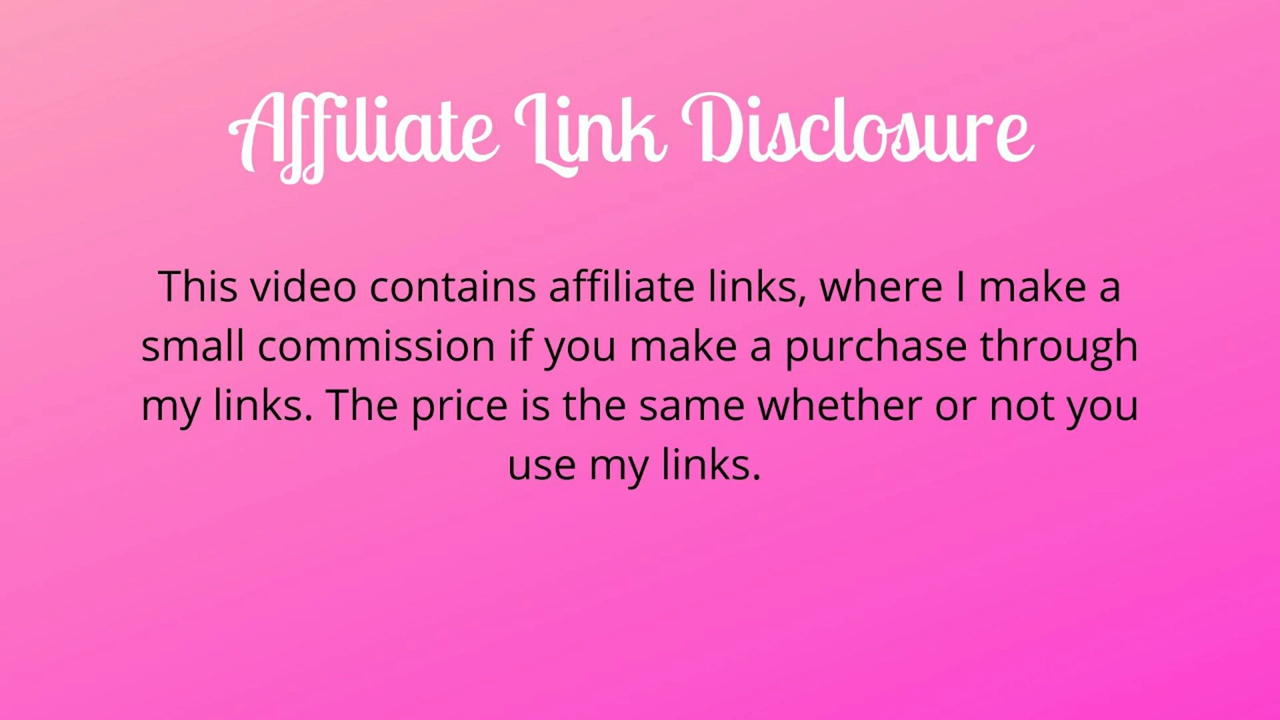 Affiliate Link Disclosure
This video contains affiliate links, where I make a
small commission if you make a purchase through
my links. The price is the same whether or not you
use my links.